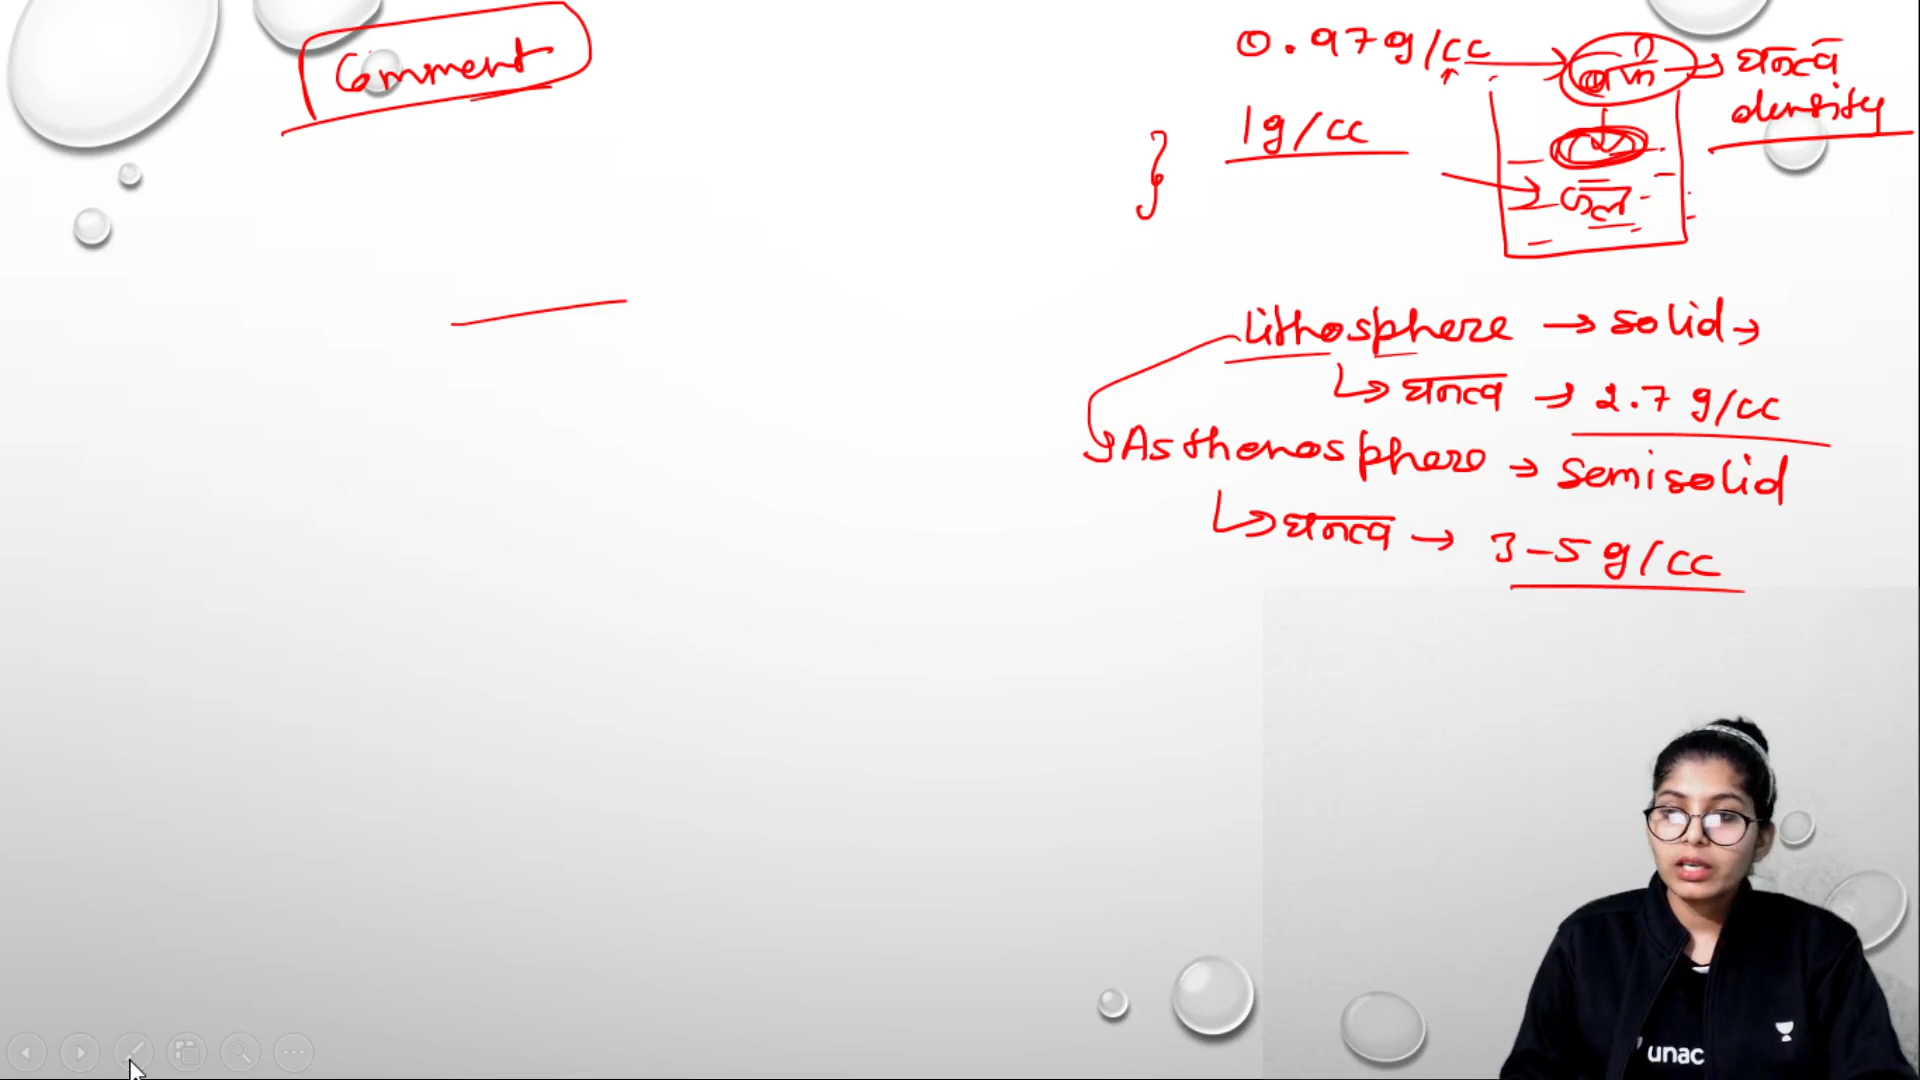 Comment
0.97g/cc → बर्फ → घनत्व
density
1g/cc
जल
Lithosphere → solid →
↳ घनत्व → 2.7 g/cc
Asthenosphere → semisolid
↳ घनत्व → 3-5 g/cc
unac